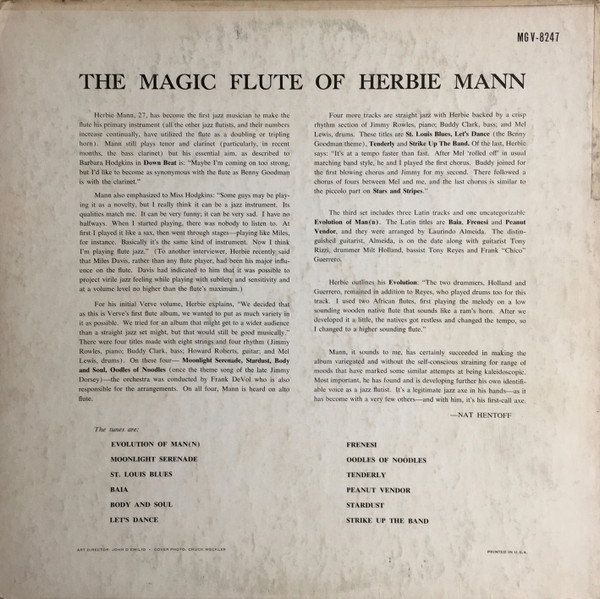 MGV-8247
THE MAGIC FLUTE OF HERBIE MANN
Herbie Mann, 27, has become the first jazz musician to make the
flute his primary instrument (all the other jazz flutists, and their numbers
increase continually, have utilized the flute as a doubling or tripling
horn). Mann still plays tenor and clarinet (particularly, in recent
months, the bass clarinet) but his essential aim, as described to
Barbara Hodgkins in Down Beat is: "Maybe I'm coming on too strong,
but I'd like to become as synonymous with the flute as Benny Goodman
is with the clarinet."
Mann also emphasized to Miss Hodgkins: "Some guys may be play-
ing it as a novelty, but I really think it can be a jazz instrument. Its
qualities match me. It can be very funny, it can be very sad. I have no
halfways. When I started playing, there was nobody to listen to. At
first I played it like a sax, then went through stages—playing like Miles,
for instance. Basically it's the same kind of instrument. Now I think
I'm playing flute jazz." (To another interviewer, Herbie recently said
that Miles Davis, rather than any flute player, had been his major influ-
ence on the flute. Davis had indicated to him that it was possible to
project virile jazz feeling while playing with subtlety and sensitivity and
at a volume level no higher than the flute's maximum.)
For his initial Verve volume, Herbie explains, "We decided that
as this is Verve's first flute album, we wanted to put as much variety in
it as possible. We tried for an album that might get to a wider audience
than a straight jazz set might, but that would still be good musically."
There were four titles made with eight strings and four rhythm (Jimmy
Rowles, piano; Buddy Clark, bass; Howard Roberts, guitar; and Mel
Lewis, drums). On these four— Moonlight Serenade, Stardust, Body
and Soul, Oodles of Noodles (once the theme song of the late Jimmy
Dorsey)—the orchestra was conducted by Frank DeVol who is also
responsible for the arrangements. On all four, Mann is heard on alto
flute.
Four more tracks are straight jazz with Herbie backed by a crisp
rhythm section of Jimmy Rowles, piano; Buddy Clark, bass; and Mel
Lewis, drums. These titles are St. Louis Blues, Let's Dance (the Benny
Goodman theme), Tenderly and Strike Up The Band. Of the last, Herbie
says: "It's at a tempo faster than fast. After Mel 'rolled off' in usual
marching band style, he and I played the first chorus. Buddy joined for
the first blowing chorus and Jimmy for my second. There followed a
chorus of fours between Mel and me, and the last chorus is similar to
the piccolo part on Stars and Stripes."
The third set includes three Latin tracks and one uncategorizable
Evolution of Man(n). The Latin titles are Baia, Frenesi and Peanut
Vendor, and they were arranged by Laurindo Almeida. The distin-
guished guitarist, Almeida, is on the date along with guitarist Tony
Rizzi, drummer Milt Holland, bassist Tony Reyes and Frank "Chico"
Guerrero.
Herbie outlines his Evolution: "The two drummers, Holland and
Guerrero, remained in addition to Reyes, who played drums too for this
track. I used two African flutes, first playing the melody on a low
sounding wooden native flute that sounds like a ram's horn. After we
developed it a little, the natives got restless and changed the tempo, so
I changed to a higher sounding flute."
Mann, it sounds to me, has certainly succeeded in making the
album variegated and without the self-conscious straining for range of
moods that have marked some similar attempts at being kaleidoscopic.
Most important, he has found and is developing further his own identifi-
able voice as a jazz flutist. It's a legitimate jazz axe in his hands—as it
has become with a very few others—and with him, it's his first-call axe.
—NAT HENTOFF
The tunes are:
EVOLUTION OF MAN(N)
MOONLIGHT SERENADE
ST. LOUIS BLUES
BAIA
BODY AND SOUL
LET'S DANCE
FRENESI
OODLES OF NOODLES
TENDERLY
PEANUT VENDOR
STARDUST
STRIKE UP THE BAND
ART DIRECTOR: COVER PHOTO:
PRINTED IN U.S.A.